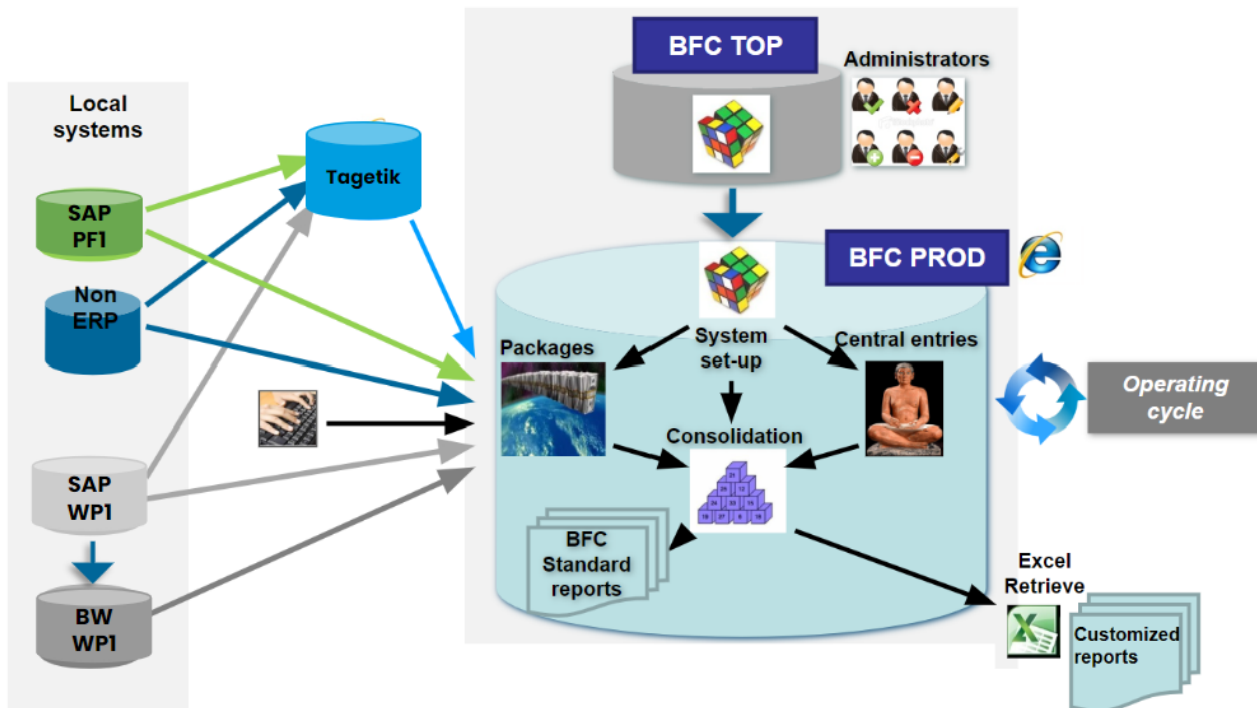 BFC TOP
Administrators
Local
systems
Tagetik
SAP
PF1
BFC PROD
Non
ERP
System
set-up
Packages
Central entries
Operating
cycle
Consolidation
SAP
WP1
BFC
Standard
reports
Excel
Retrieve
BW
WP1
Customized
reports